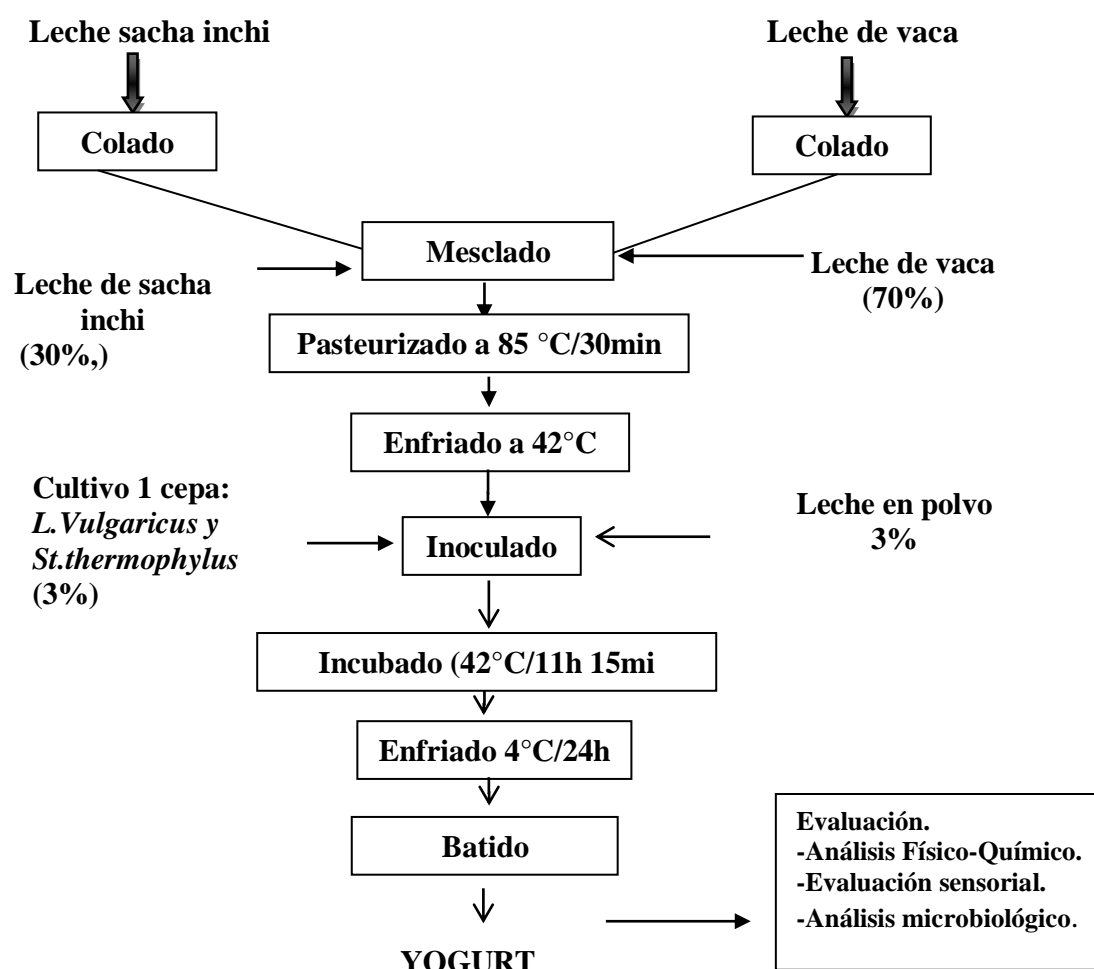 Leche sacha inchi
Leche de vaca
Colado
Colado
Mesclado
Leche de sacha
inchi
(30%,)
Leche de vaca
(70%)
Pasteurizado a 85 °C/30min
Enfriado a 42°C
Cultivo 1 cepa:
L.Vulgaricus y
St.thermophylus
(3%)
Inoculado
Leche en polvo
3%
Incubado (42°C/11h 15mi
Enfriado 4°C/24h
Batido
Evaluación.
-Análisis Físico-Químico.
-Evaluación sensorial.
-Análisis microbiológico.
YOGURT